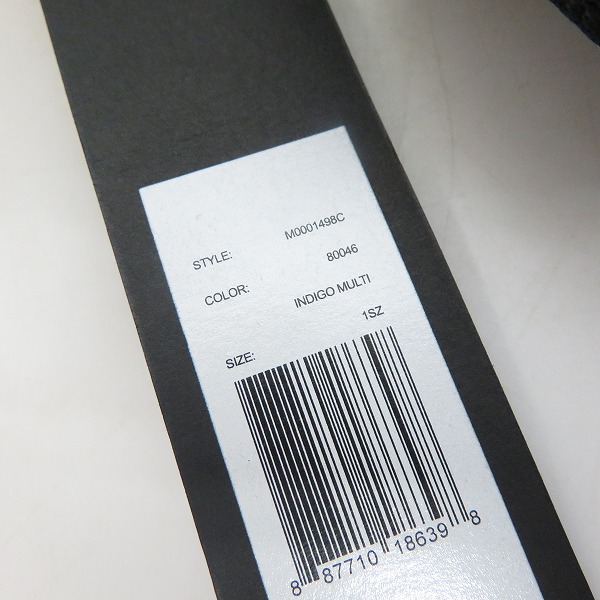 STYLE: M0001498C
80046
COLOR: INDIGO MULTI
SIZE: 1SZ
8 87710 18639 8